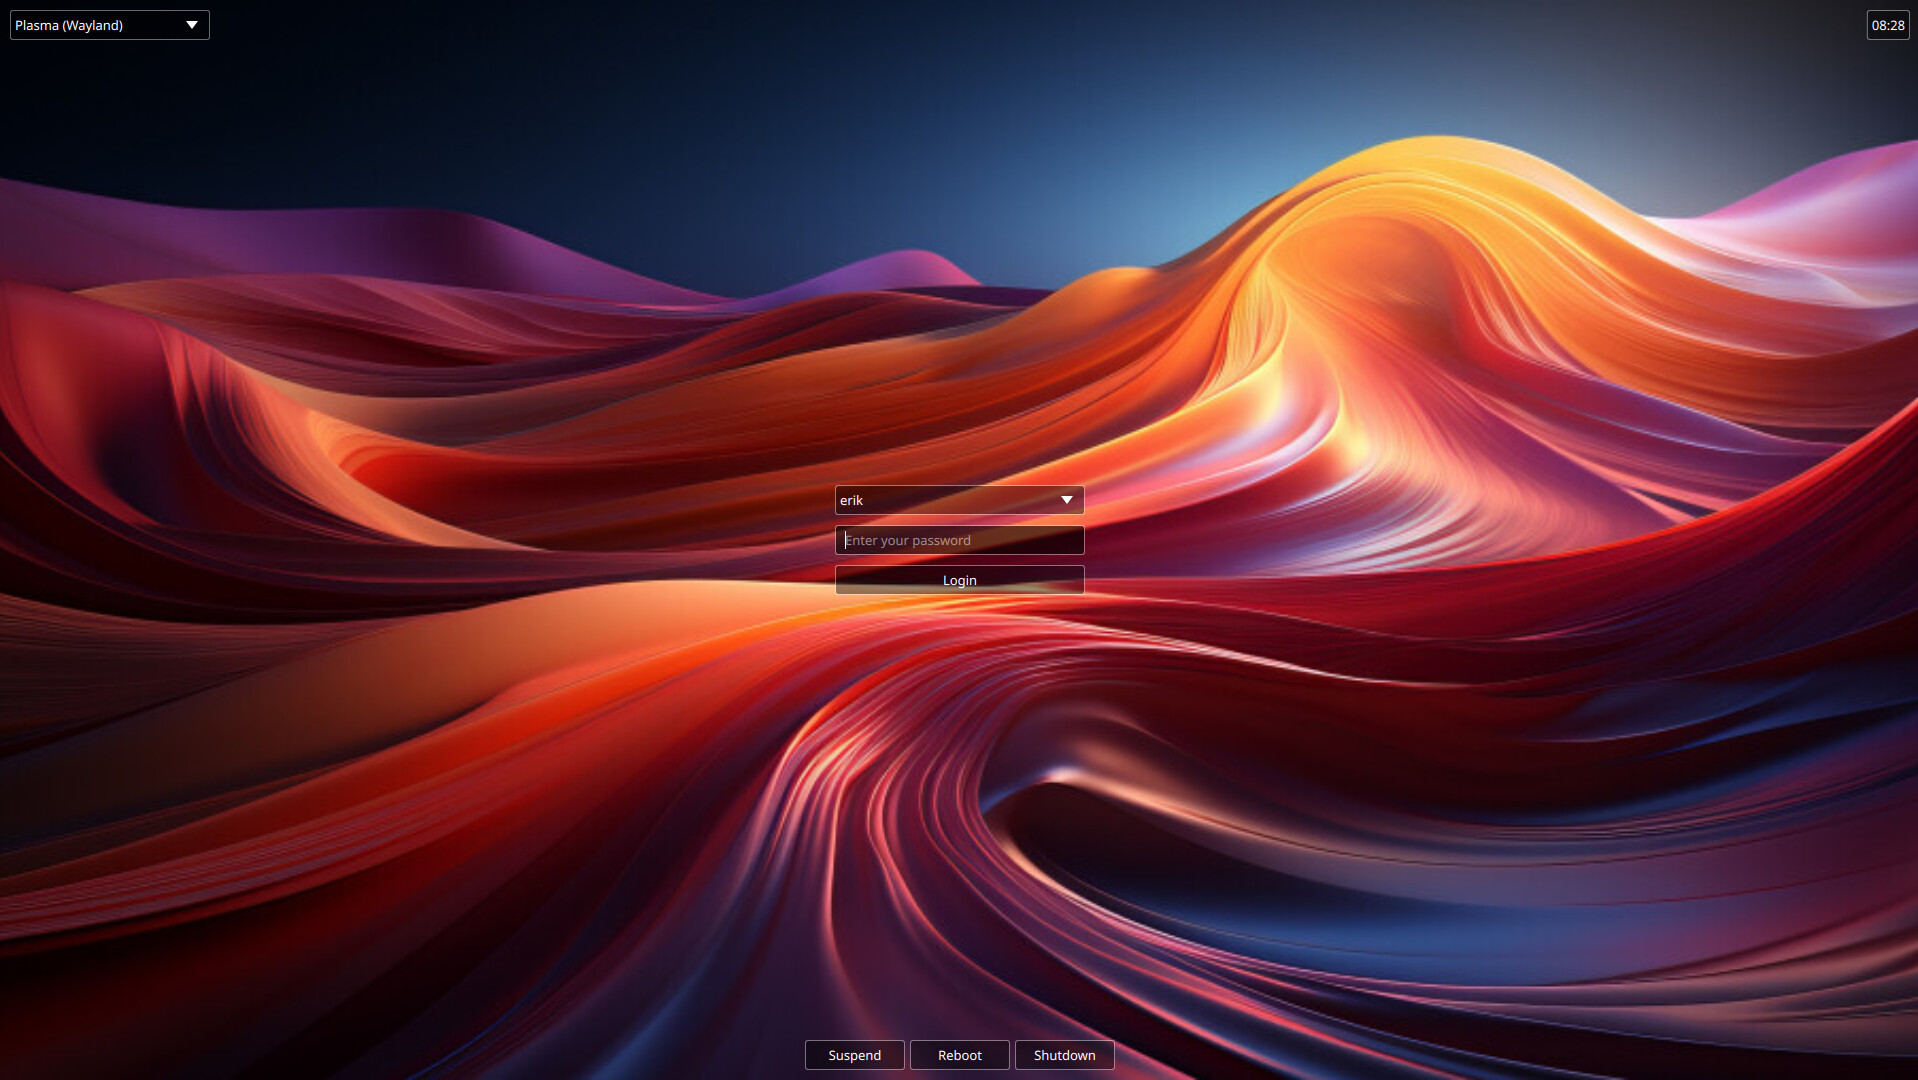 Plasma (Wayland)
08:28
erik
Enter your password
Login
Suspend
Reboot
Shutdown